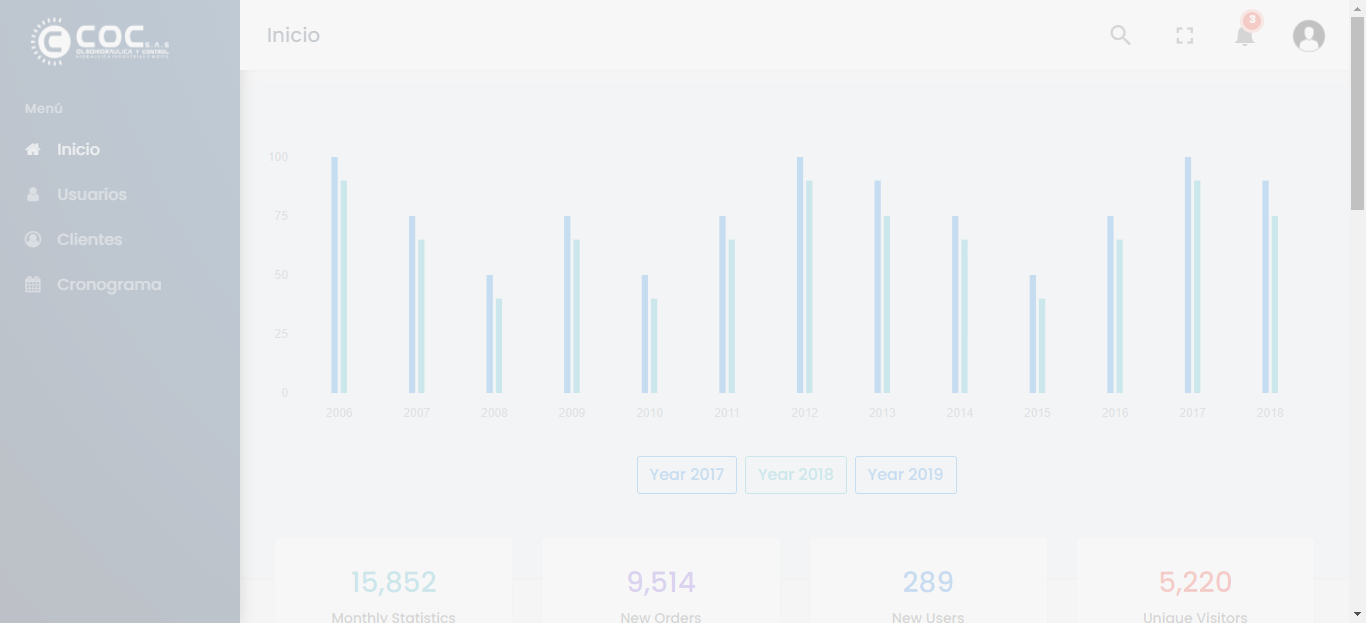 COC S.A.S
OLEOHIDRAULICA Y CONTROL
Inicio
3
Menú
Inicio
Usuarios
Clientes
Cronograma
100
75
50
25
0
2006 2007 2008 2009 2010 2011 2012 2013 2014 2015 2016 2017 2018
Year 2017 Year 2018 Year 2019
15,852 9,514 289 5,220
Monthly Statistics New Orders New Users Unique Visitors